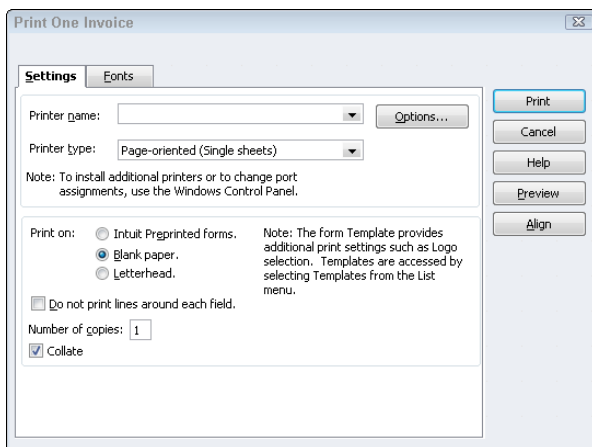 Print One Invoice
Settings
Fonts
Printer name:
Options...
Printer type:
Page-oriented (Single sheets)
Note: To install additional printers or to change port
assignments, use the Windows Control Panel.
Print on:
Intuit Preprinted forms.
Blank paper.
Letterhead.
Note: The form Template provides
additional print settings such as Logo
selection. Templates are accessed by
selecting Templates from the List
menu.
Do not print lines around each field.
Number of copies: 1
Collate
Print
Cancel
Help
Preview
Align